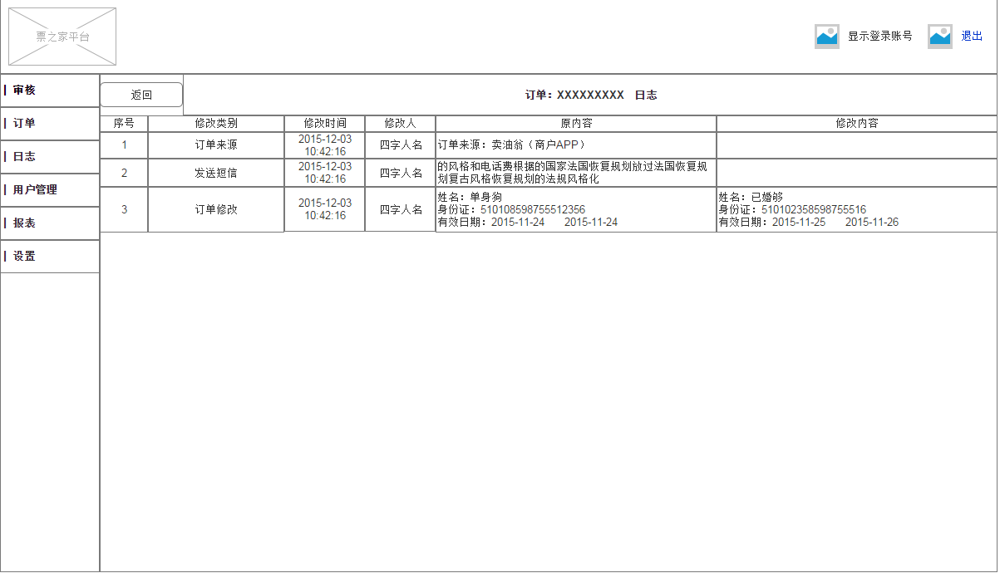 票之家平台
显示登录账号
退出
审核
订单
日志
用户管理
报表
设置
返回
订单：XXXXXXXXX 日志
序号 修改类别 修改时间 修改人 原内容 修改内容
1 订单来源 2015-12-03 10:42:16 四字人名 订单来源：卖油翁（商户APP）
2 发送短信 2015-12-03 10:42:16 四字人名 的风格和电话费根据的国家法国恢复规划放过法国恢复规
划复古风格恢复规划的法规风格化
3 订单修改 2015-12-03 10:42:16 四字人名
姓名：单身狗
身份证：510108598755512356
有效日期：2015-11-24 2015-11-24
姓名：已婚够
身份证：510102358598755516
有效日期：2015-11-25 2015-11-26